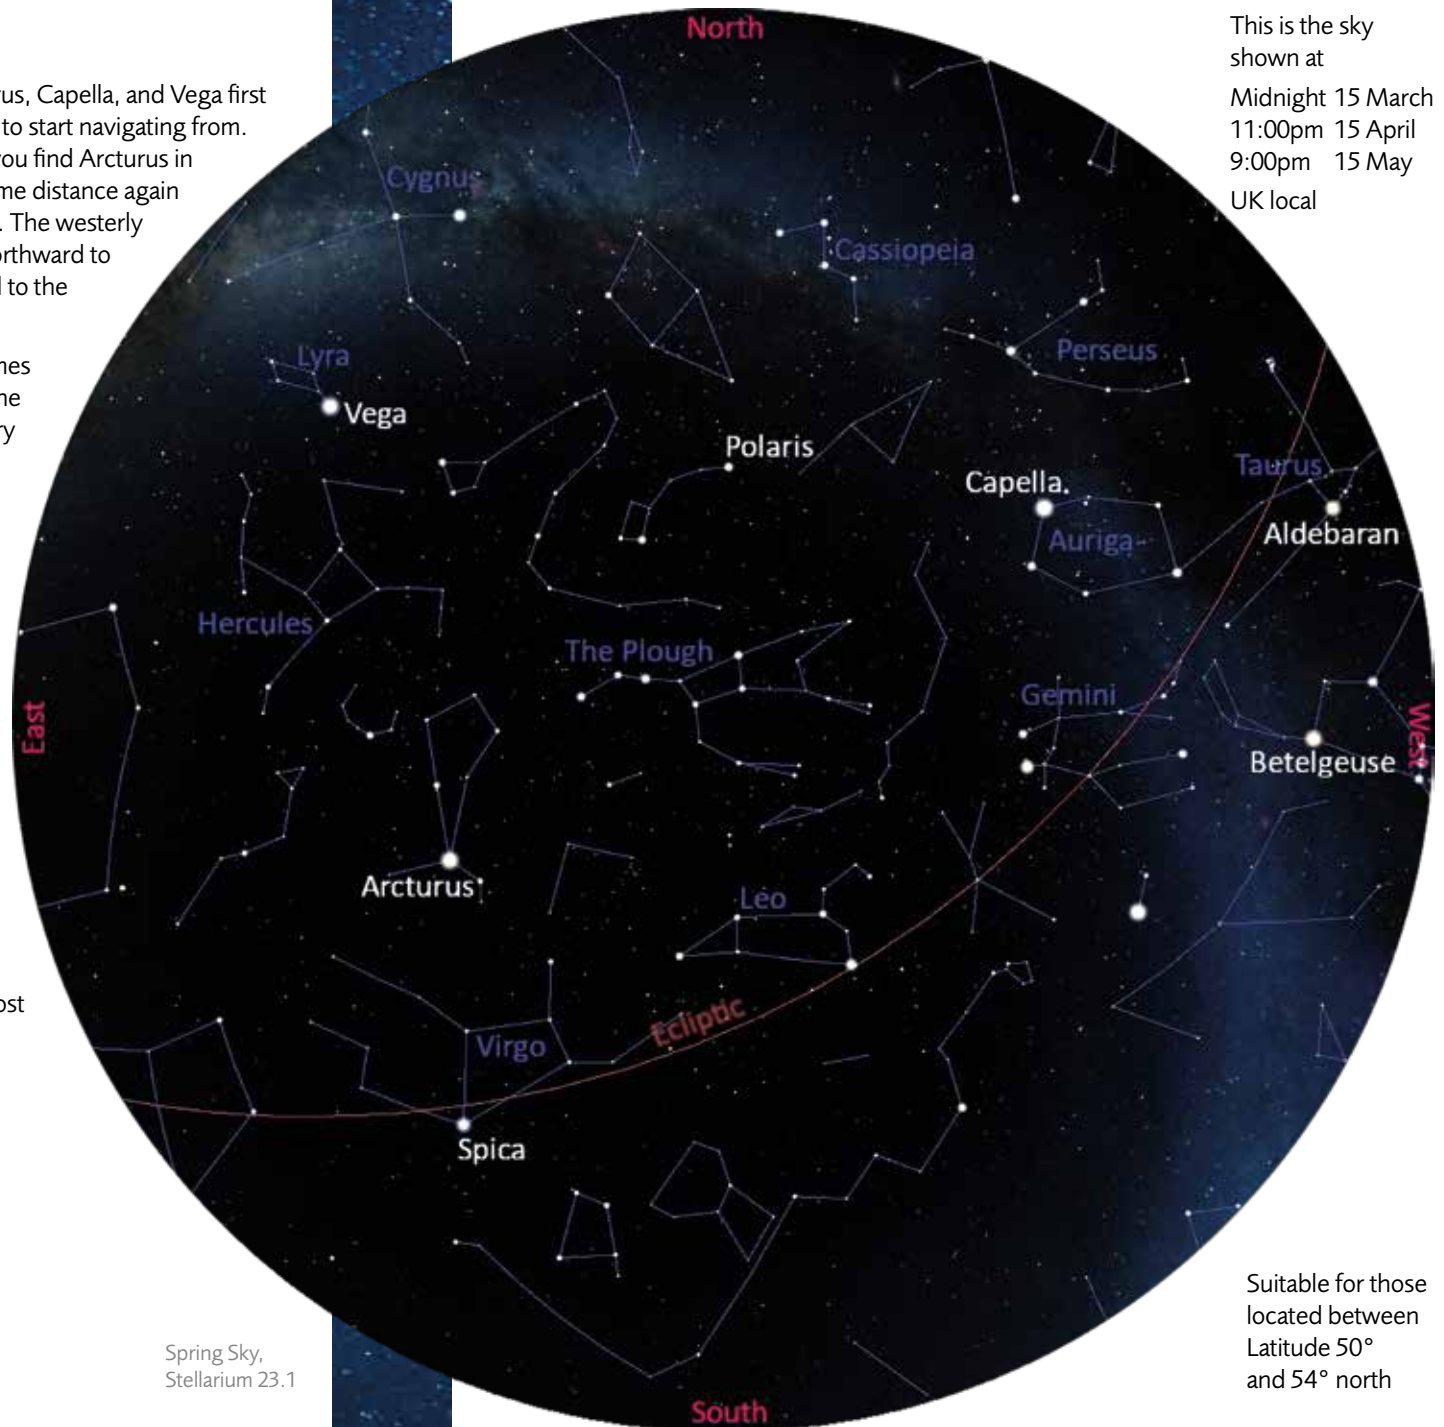 rus, Capella, and Vega first
to start navigating from.
you find Arcturus in
me distance again
. The westerly
orthward to
d to the
nes
he
ry
ost
This is the sky
shown at
Midnight 15 March
11:00pm 15 April
9:00pm 15 May
UK local
North
Cygnus
Cassiopeia
Lyra
Perseus
Vega
Polaris
Taurus
Capella
Auriga
Aldebaran
Hercules
The Plough
Gemini
East
West
Betelgeuse
Arcturus
Leo
Ecliptic
Virgo
Spica
South
Spring Sky,
Stellarium 23.1
Suitable for those
located between
Latitude 50°
and 54° north